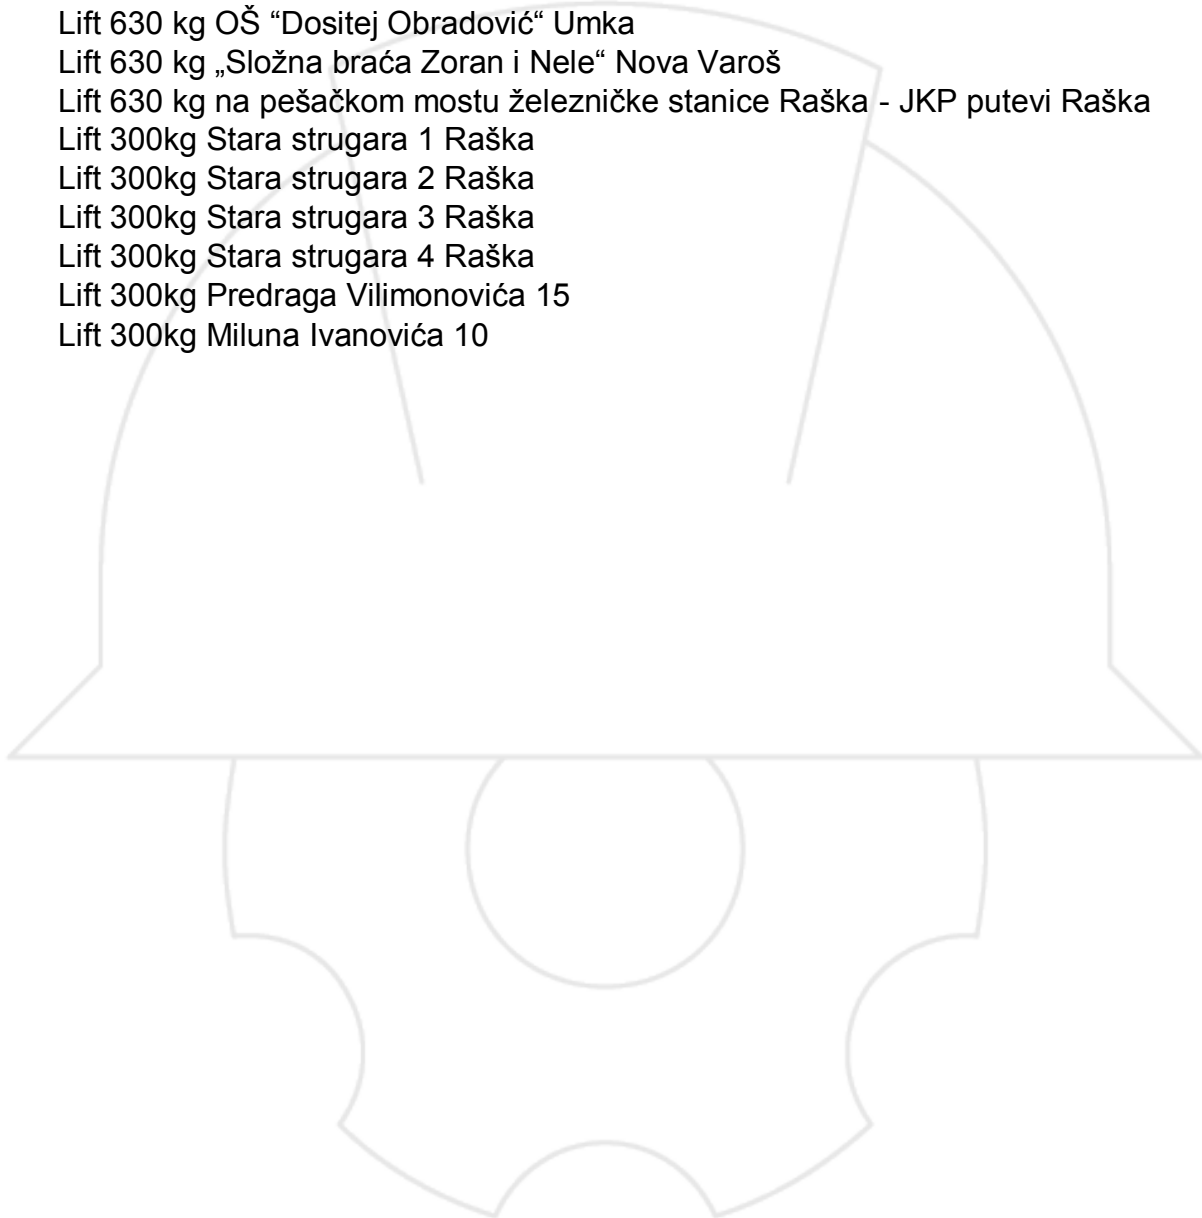 Lift 630 kg OŠ “Dositej Obradović“ Umka
Lift 630 kg „Složna braća Zoran i Nele“ Nova Varoš
Lift 630 kg na pešačkom mostu železničke stanice Raška - JKP putevi Raška
Lift 300kg Stara strugara 1 Raška
Lift 300kg Stara strugara 2 Raška
Lift 300kg Stara strugara 3 Raška
Lift 300kg Stara strugara 4 Raška
Lift 300kg Predraga Vilimonovića 15
Lift 300kg Miluna Ivanovića 10